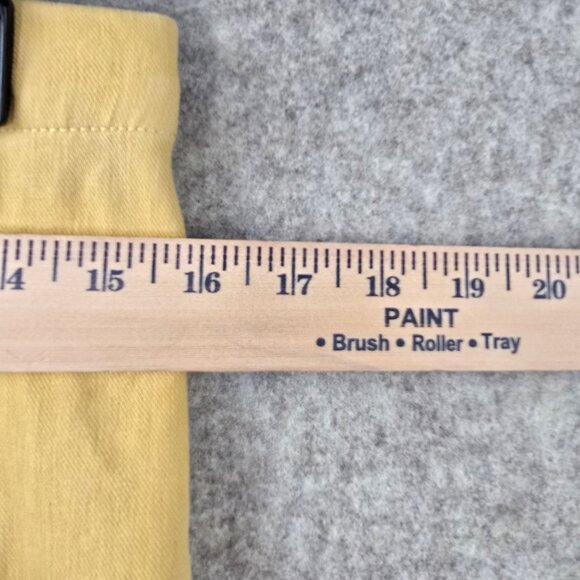 4 15 16 17 18 19 20
PAINT
• Brush • Roller • Tray